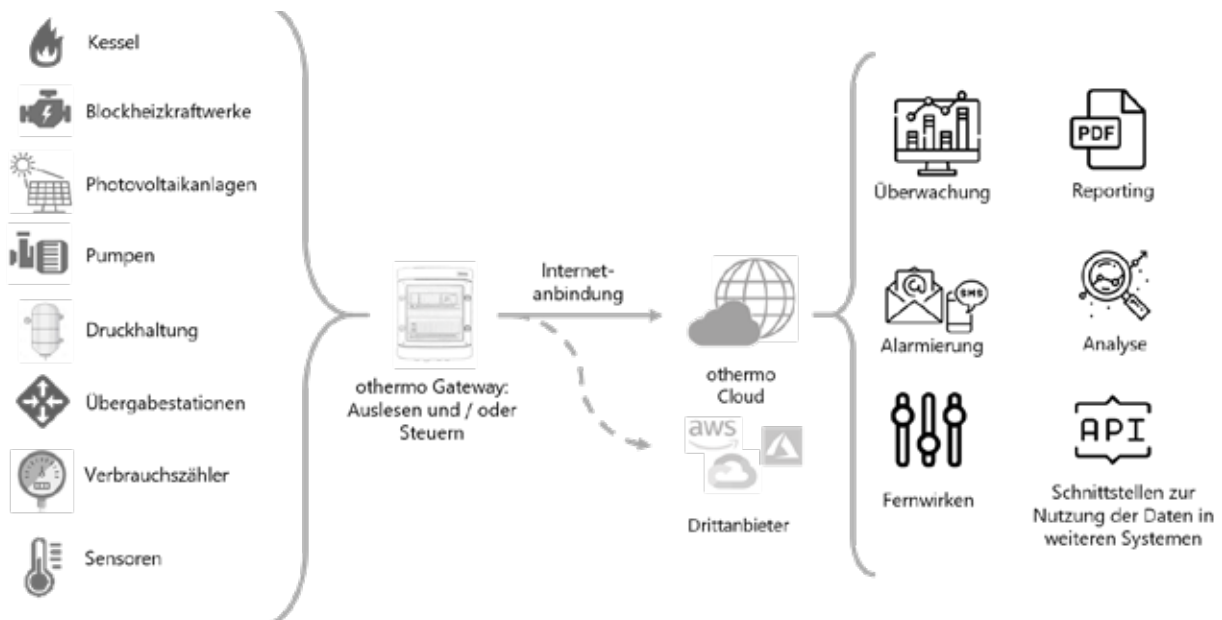 Kessel
Blockheizkraftwerke
Photovoltaikanlagen
Pumpen
Druckhaltung
Übergabestationen
Verbrauchszähler
Sensoren
othermo Gateway:
Auslesen und / oder
Steuern
Internet-
anbindung
othermo
Cloud
aws
Drittanbieter
Überwachung
PDF
Reporting
@
SMS
Alarmierung
Analyse
Fernwirken
API
Schnittstellen zur
Nutzung der Daten in
weiteren Systemen